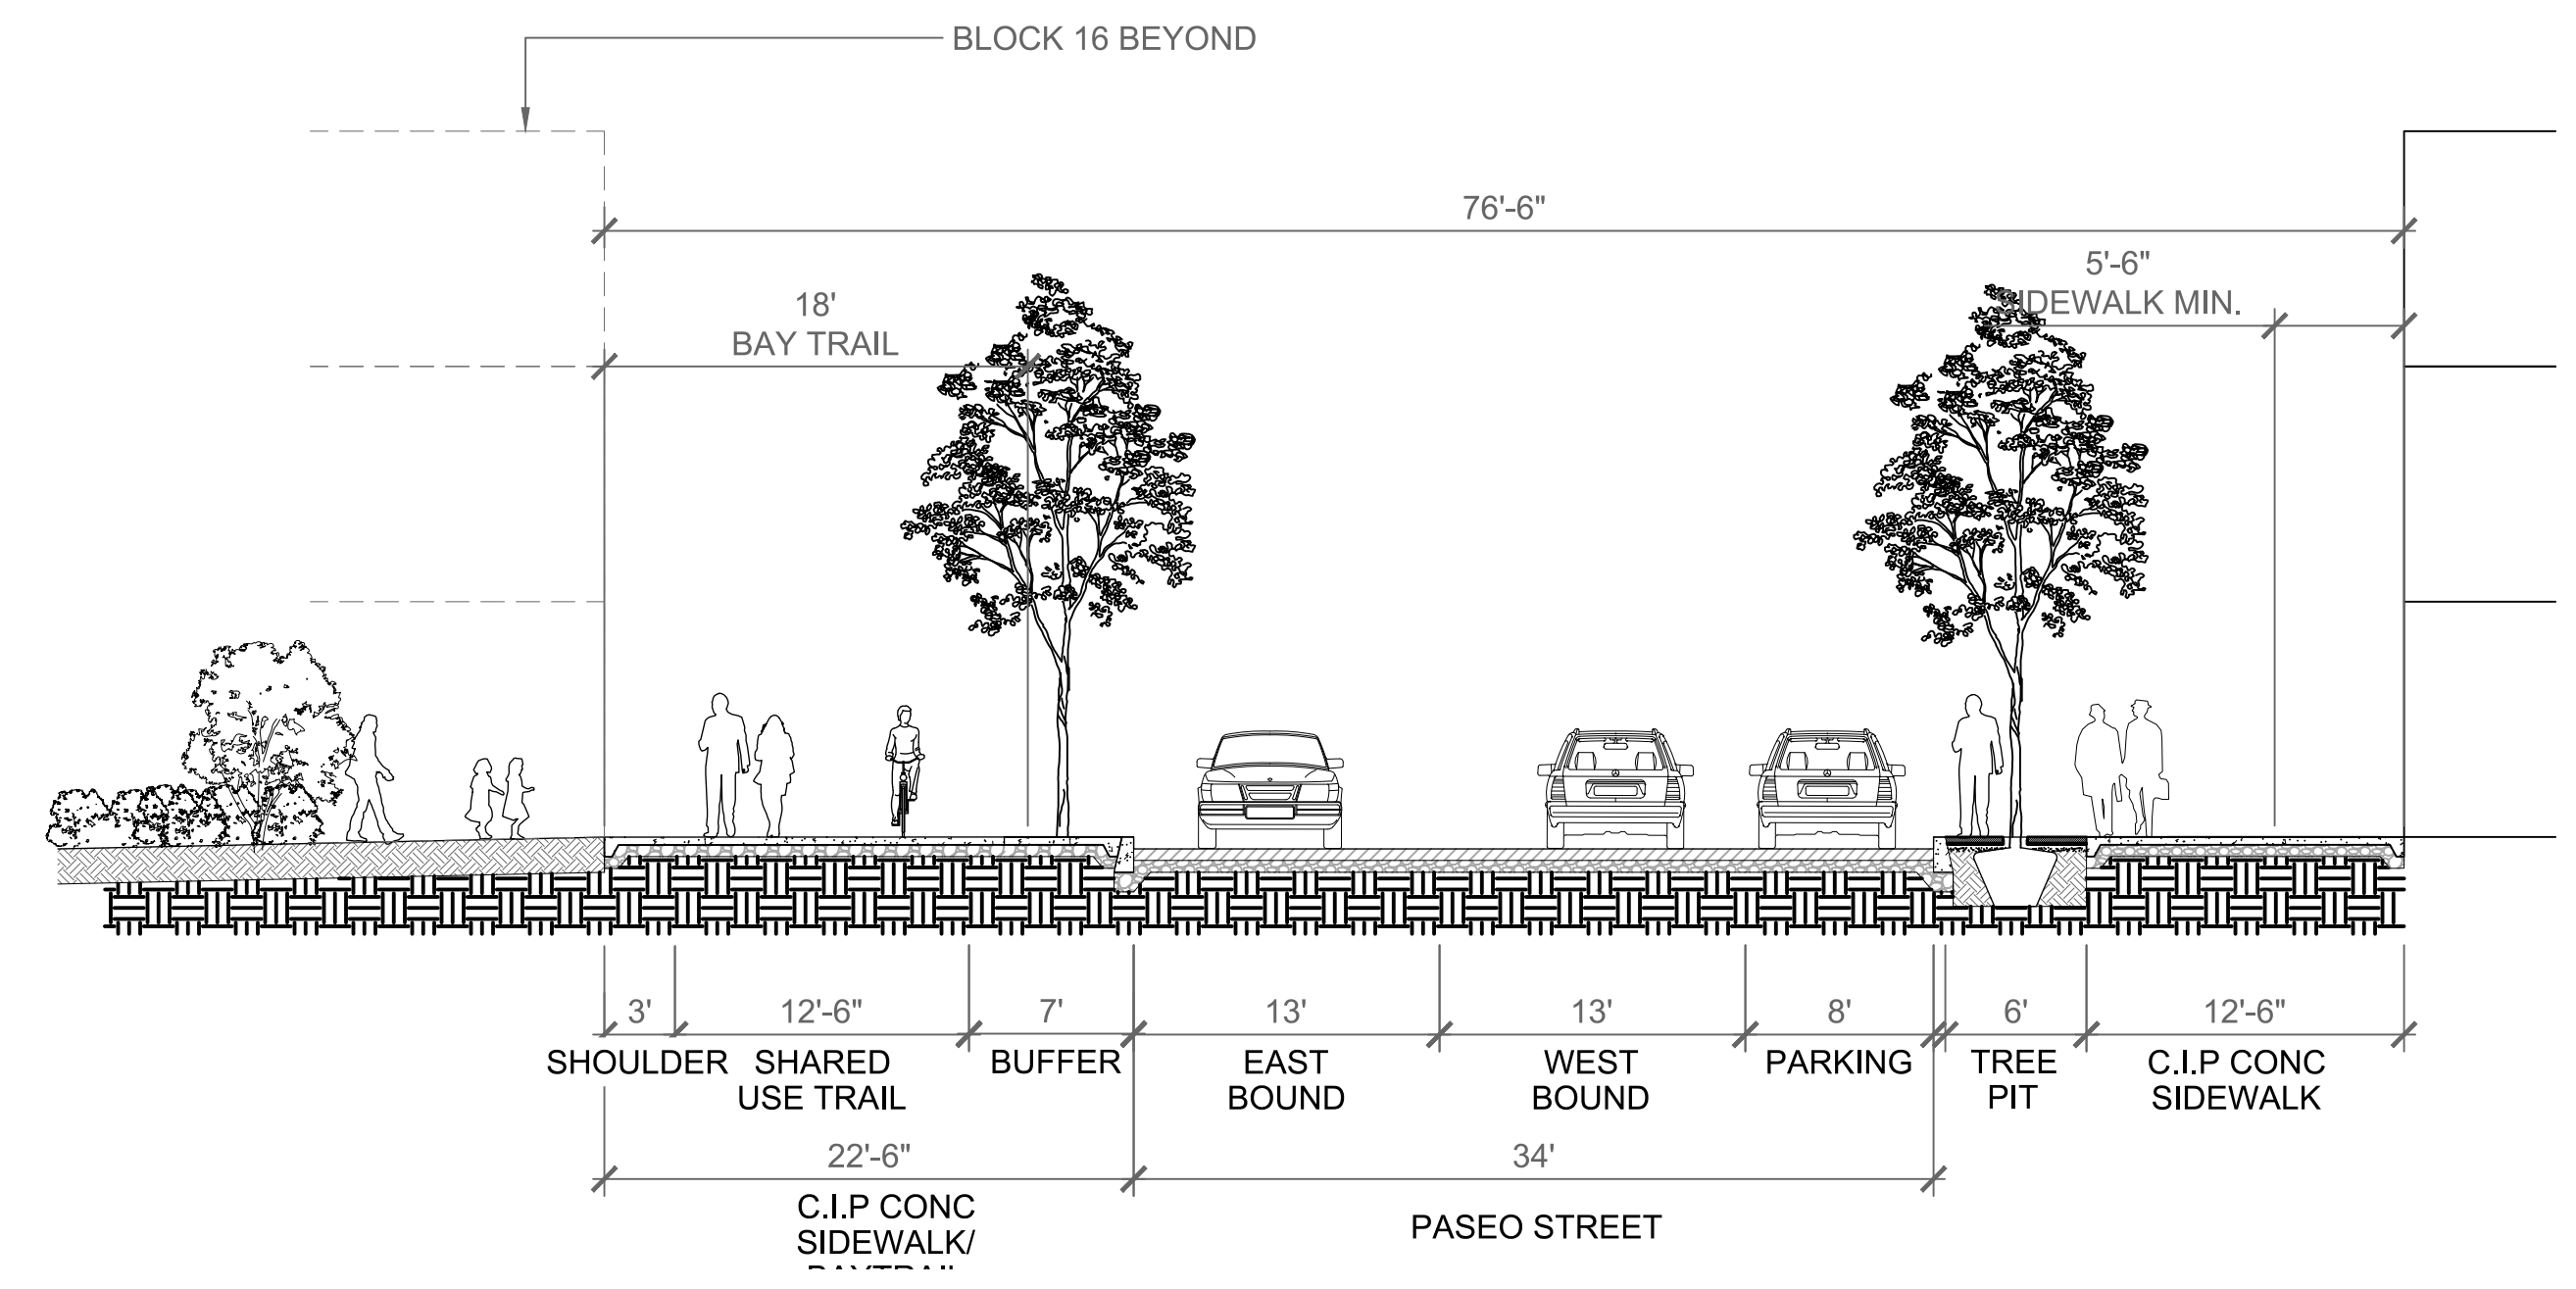 BLOCK 16 BEYOND
76'-6"
5'-6"
SIDEWALK MIN.
18'
BAY TRAIL
3'
12'-6"
7'
13'
13'
8'
6'
12'-6"
SHOULDER
SHARED
USE TRAIL
BUFFER
EAST
BOUND
WEST
BOUND
PARKING
TREE
PIT
C.I.P CONC
SIDEWALK
22'-6"
34'
C.I.P CONC
SIDEWALK/
BAYTRAIL
PASEO STREET